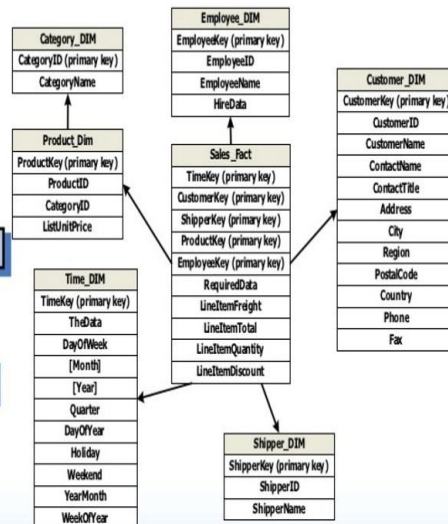 Category_DIM
CategoryID (primary key)
CategoryName
Product_Dim
ProductKey (primary key)
ProductID
CategoryID
ListUnitPrice
Time_DIM
TimeKey (primary key)
TheData
DayOfWeek
[Month]
[Year]
Quarter
DayOfYear
Holiday
Weekend
YearMonth
WeekOfYear
Employee_DIM
EmployeeKey (primary key)
EmployeeID
EmployeeName
HireData
Sales_Fact
TimeKey (primary key)
CustomerKey (primary key)
ShipperKey (primary key)
ProductKey (primary key)
EmployeeKey (primary key)
RequiredData
LineItemFreight
LineItemTotal
LineItemQuantity
LineItemDiscount
Shipper_DIM
ShipperKey (primary key)
ShipperID
ShipperName
Customer_DIM
CustomerKey (primary key)
CustomerID
CustomerName
ContactName
ContactTitle
Address
City
Region
PostalCode
Country
Phone
Fax